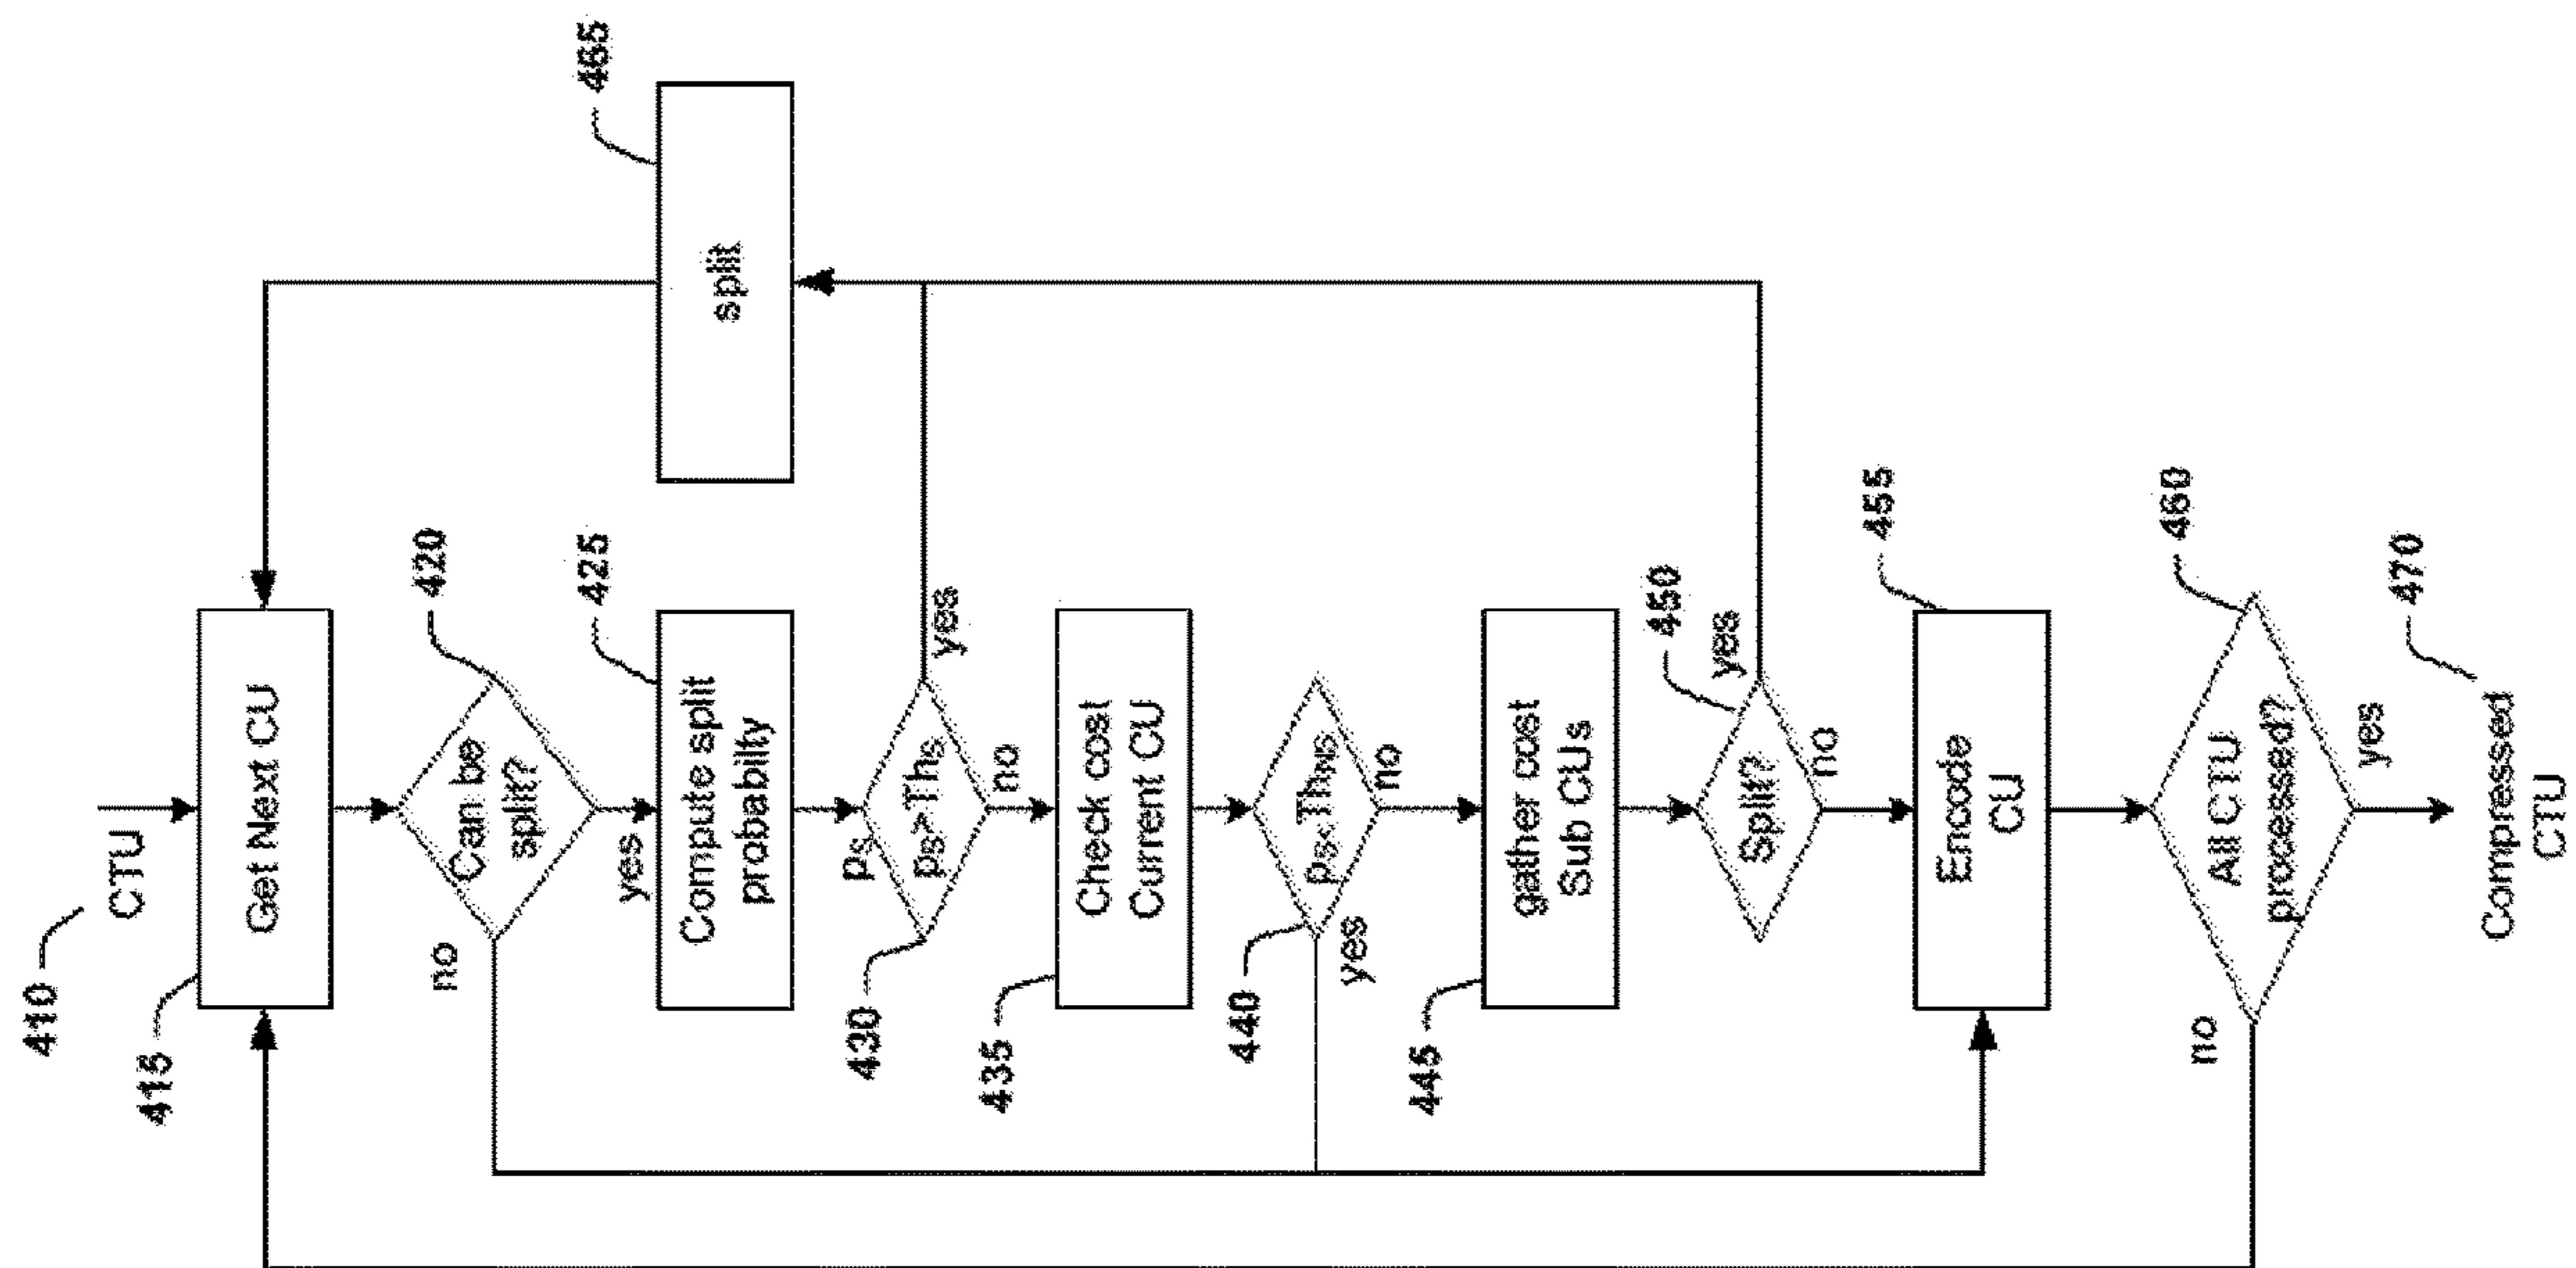 410
CTU
415
Get Next CU
420
Can be
split?
no
yes
425
Compute split
probabilty
430
pS
pS>ThS
yes
no
465
split
435
Check cost
Current CU
440
pS<ThNS
yes
no
445
gather cost
Sub CUs
450
Split?
yes
no
455
Encode
CU
460
All CTU
processed?
no
yes
470
Compressed
CTU